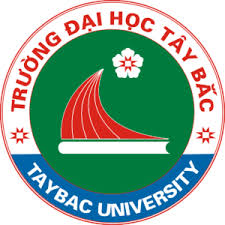 TRƯỜNG ĐẠI HỌC TÂY BẮC
TAYBAC UNIVERSITY